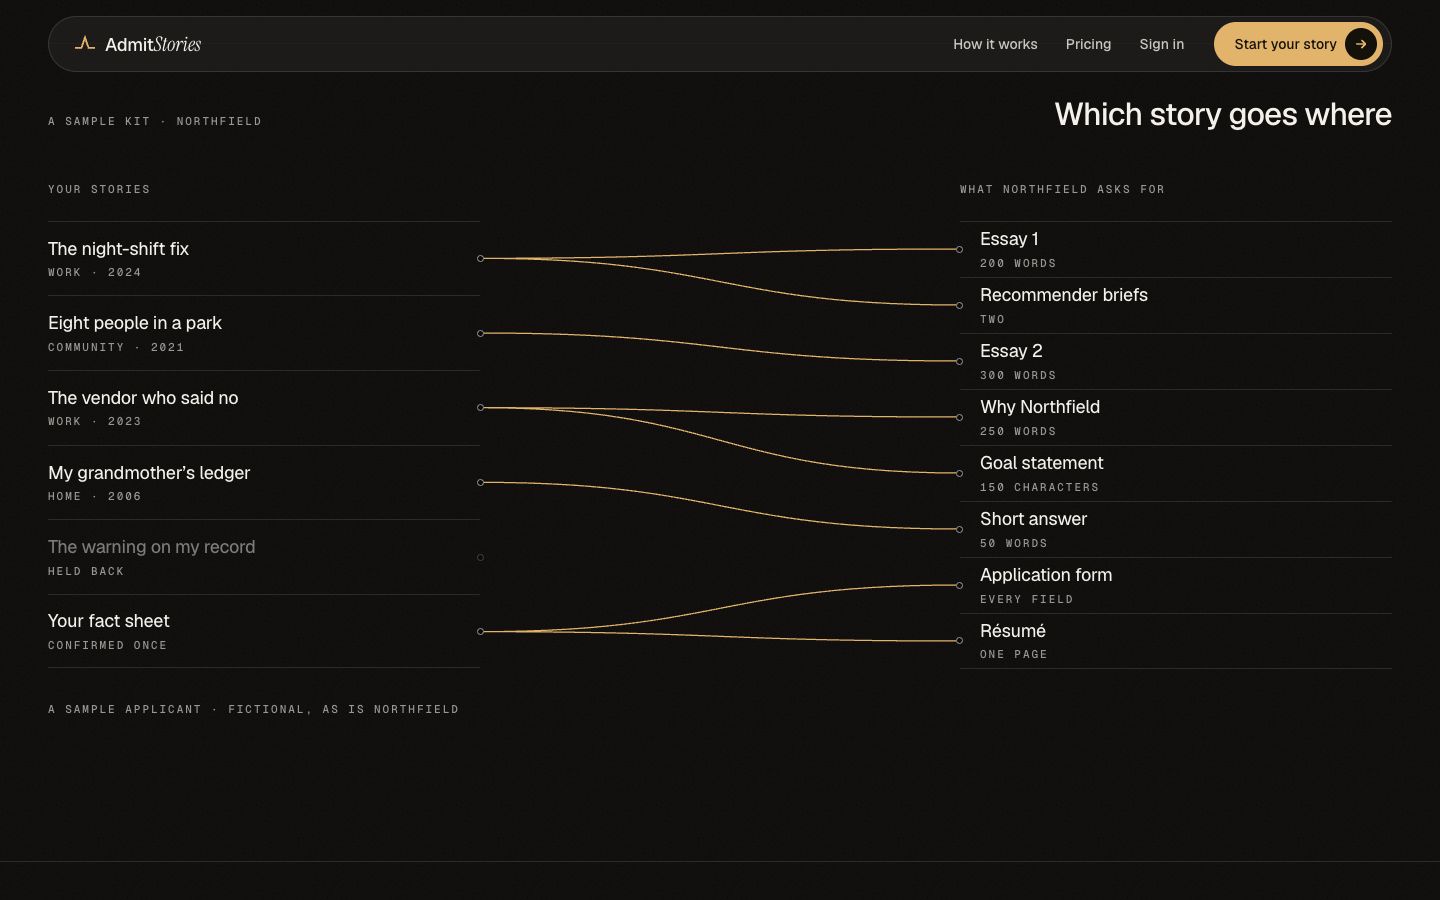 AdmitStories
How it works
Pricing
Sign in
Start your story
A SAMPLE KIT · NORTHFIELD
Which story goes where
YOUR STORIES
The night-shift fix
WORK · 2024
Eight people in a park
COMMUNITY · 2021
The vendor who said no
WORK · 2023
My grandmother’s ledger
HOME · 2006
The warning on my record
HELD BACK
Your fact sheet
CONFIRMED ONCE
WHAT NORTHFIELD ASKS FOR
Essay 1
200 WORDS
Recommender briefs
TWO
Essay 2
300 WORDS
Why Northfield
250 WORDS
Goal statement
150 CHARACTERS
Short answer
50 WORDS
Application form
EVERY FIELD
Résumé
ONE PAGE
A SAMPLE APPLICANT · FICTIONAL, AS IS NORTHFIELD